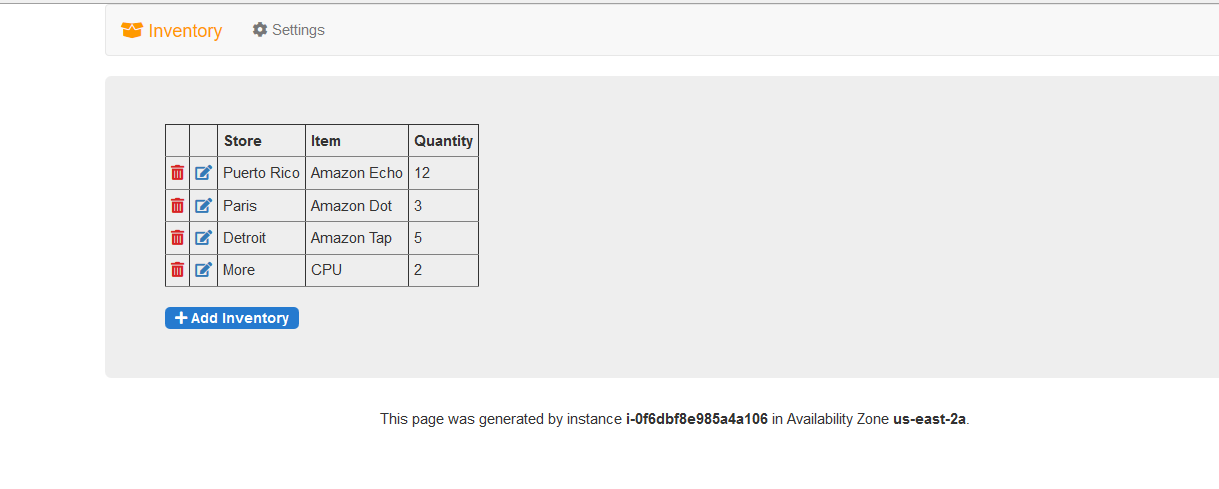 Inventory Settings
Store Item Quantity
Puerto Rico Amazon Echo 12
Paris Amazon Dot 3
Detroit Amazon Tap 5
More CPU 2
Add Inventory
This page was generated by instance i-0f6dbf8e985a4a106 in Availability Zone us-east-2a.